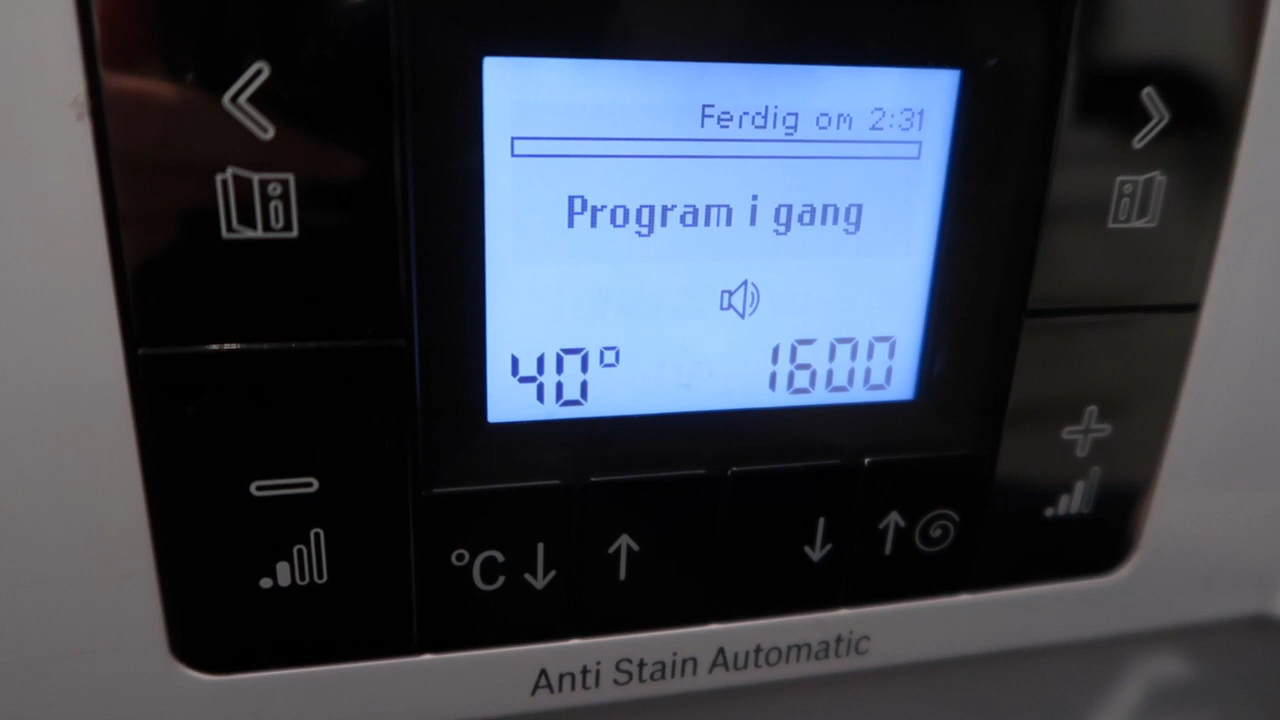 Ferdig om 2:31
Program i gang
40° 1600
°C ↓ ↑ ↓ ↑
Anti Stain Automatic